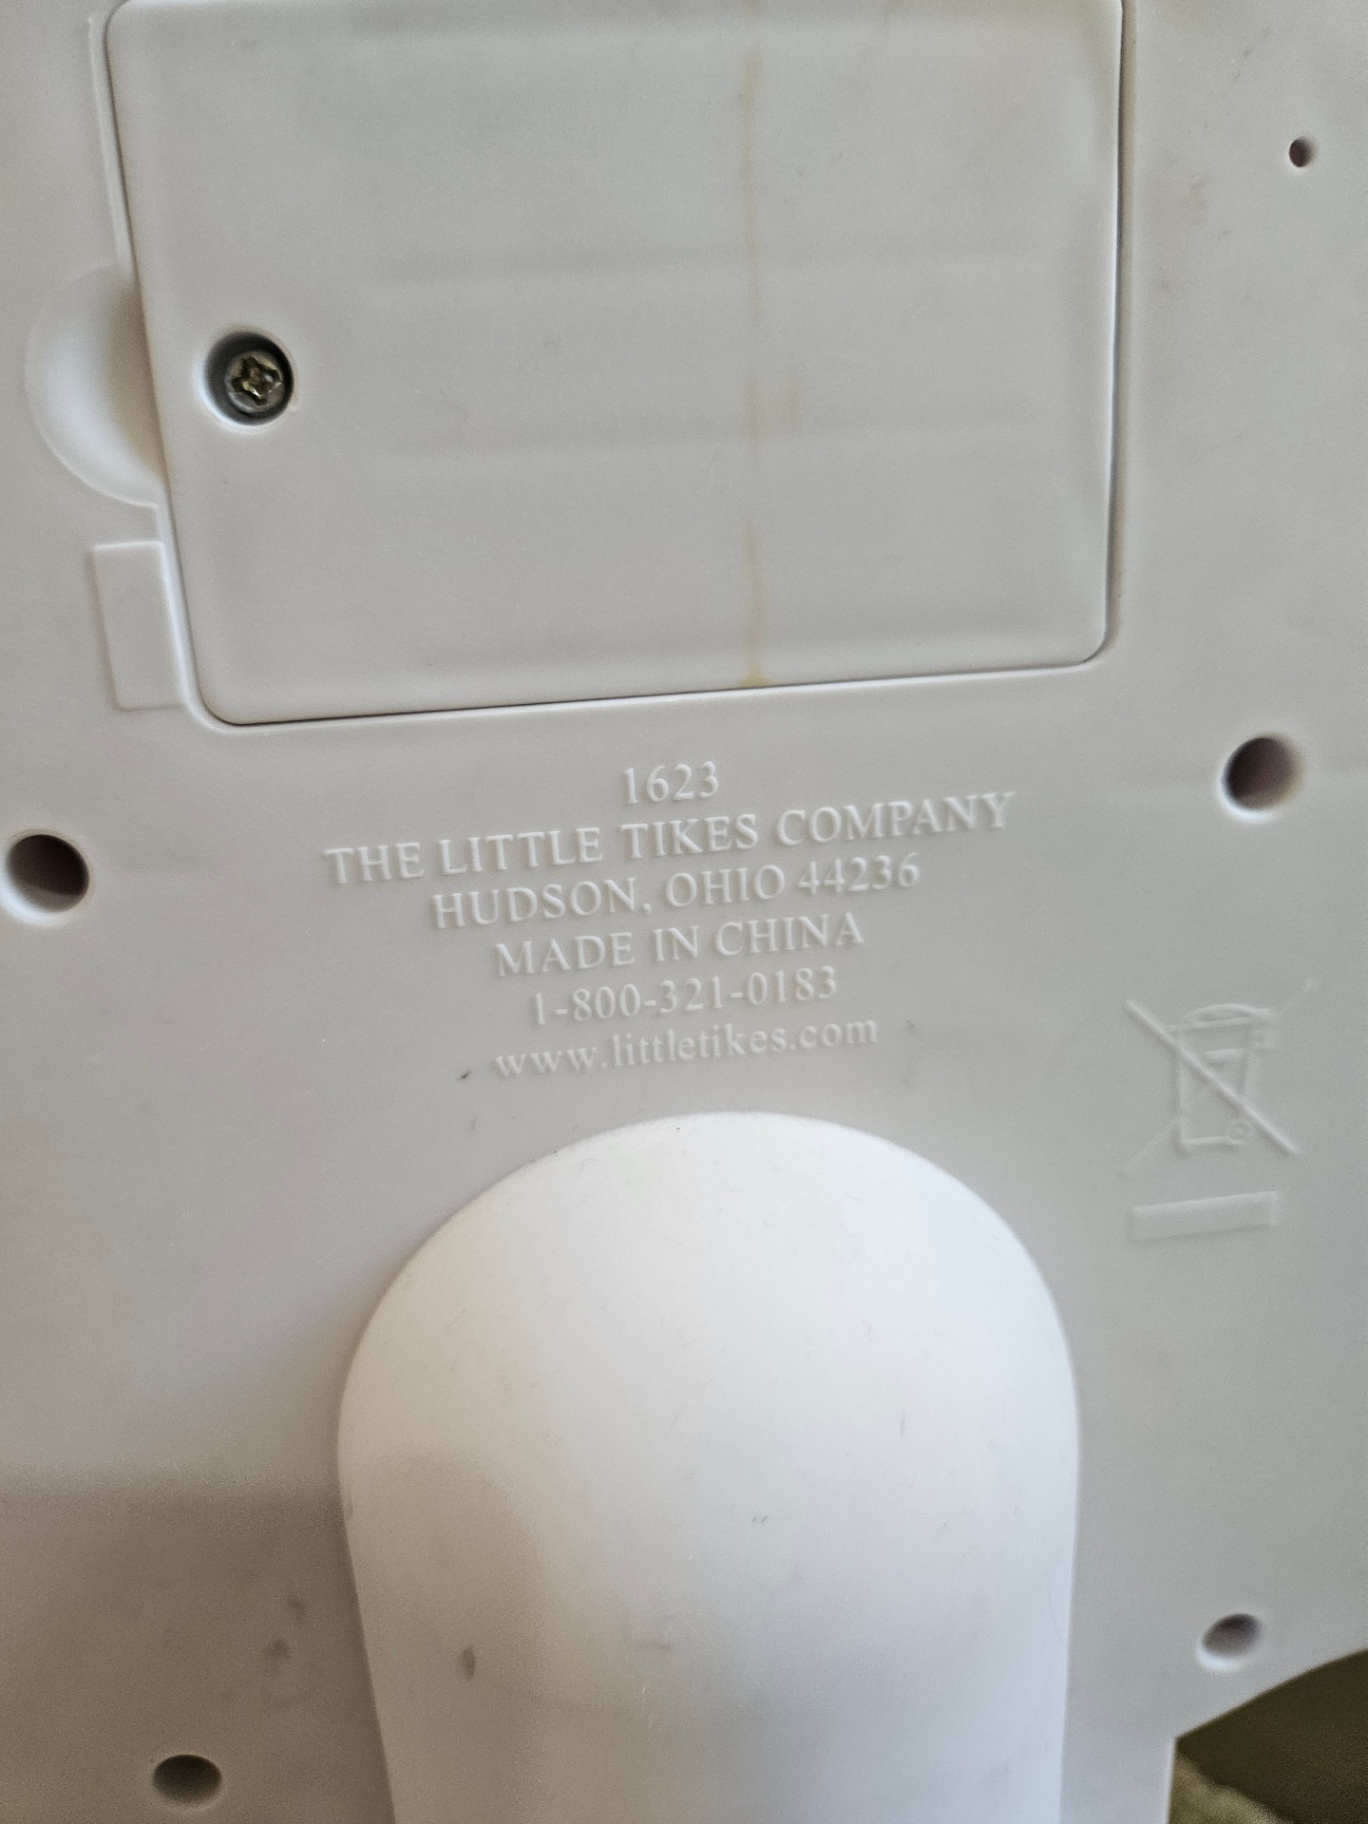 1623
THE LITTLE TIKES COMPANY
HUDSON, OHIO 44236
MADE IN CHINA
1-800-321-0183
www.littletikes.com